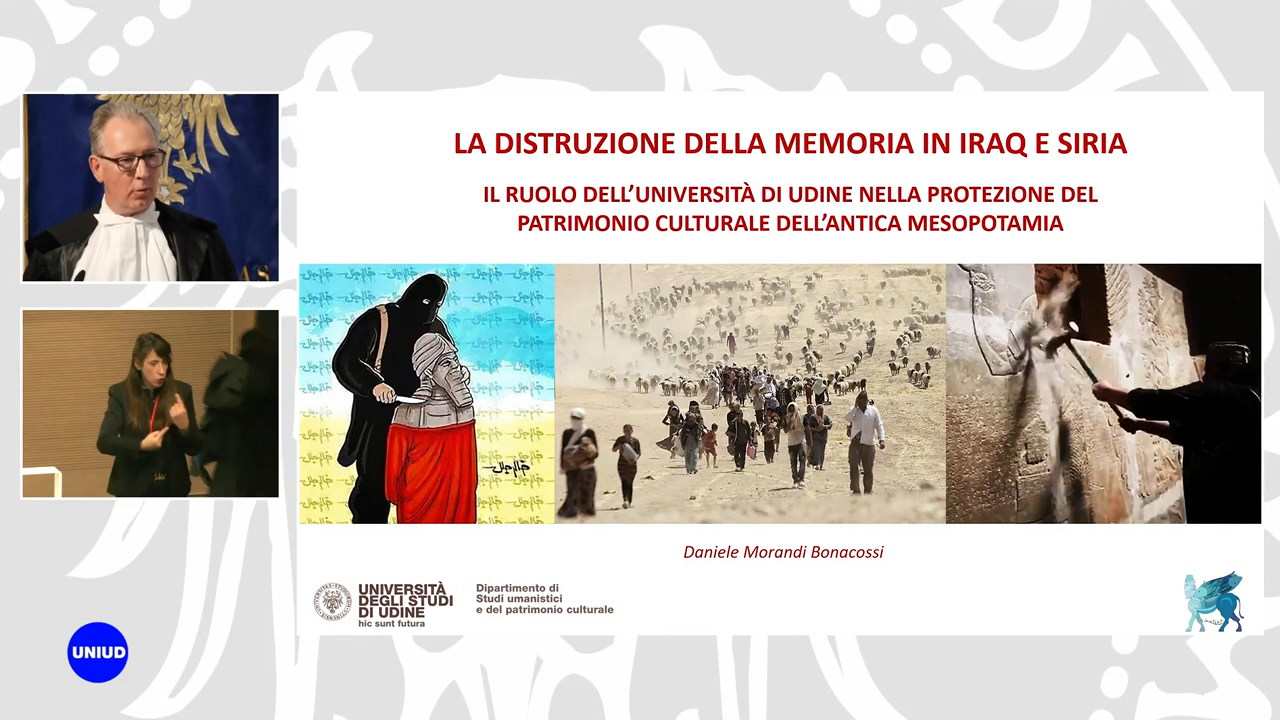 LA DISTRUZIONE DELLA MEMORIA IN IRAQ E SIRIA
IL RUOLO DELL’UNIVERSITÀ DI UDINE NELLA PROTEZIONE DEL
PATRIMONIO CULTURALE DELL’ANTICA MESOPOTAMIA
Daniele Morandi Bonacossi
UNIVERSITÀ
DEGLI STUDI
DI UDINE
hic sunt futura
Dipartimento di
Studi umanistici
e del patrimonio culturale
UNIUD